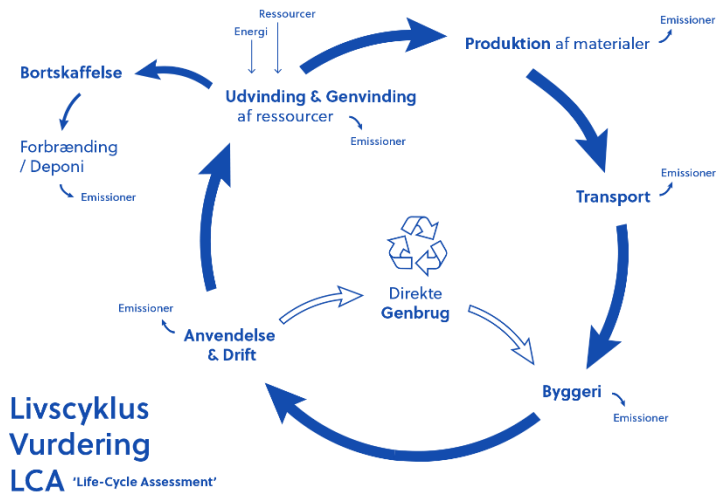 Ressourcer
Energi
Emissioner
Produktion af materialer
Bortskaffelse
Udvinding & Genvinding
af ressourcer
Emissioner
Forbrænding
/ Deponi
Emissioner
Emissioner
Transport
Direkte
Genbrug
Emissioner
Anvendelse
& Drift
Byggeri
Emissioner
Livscyklus
Vurdering
LCA 'Life-Cycle Assessment'